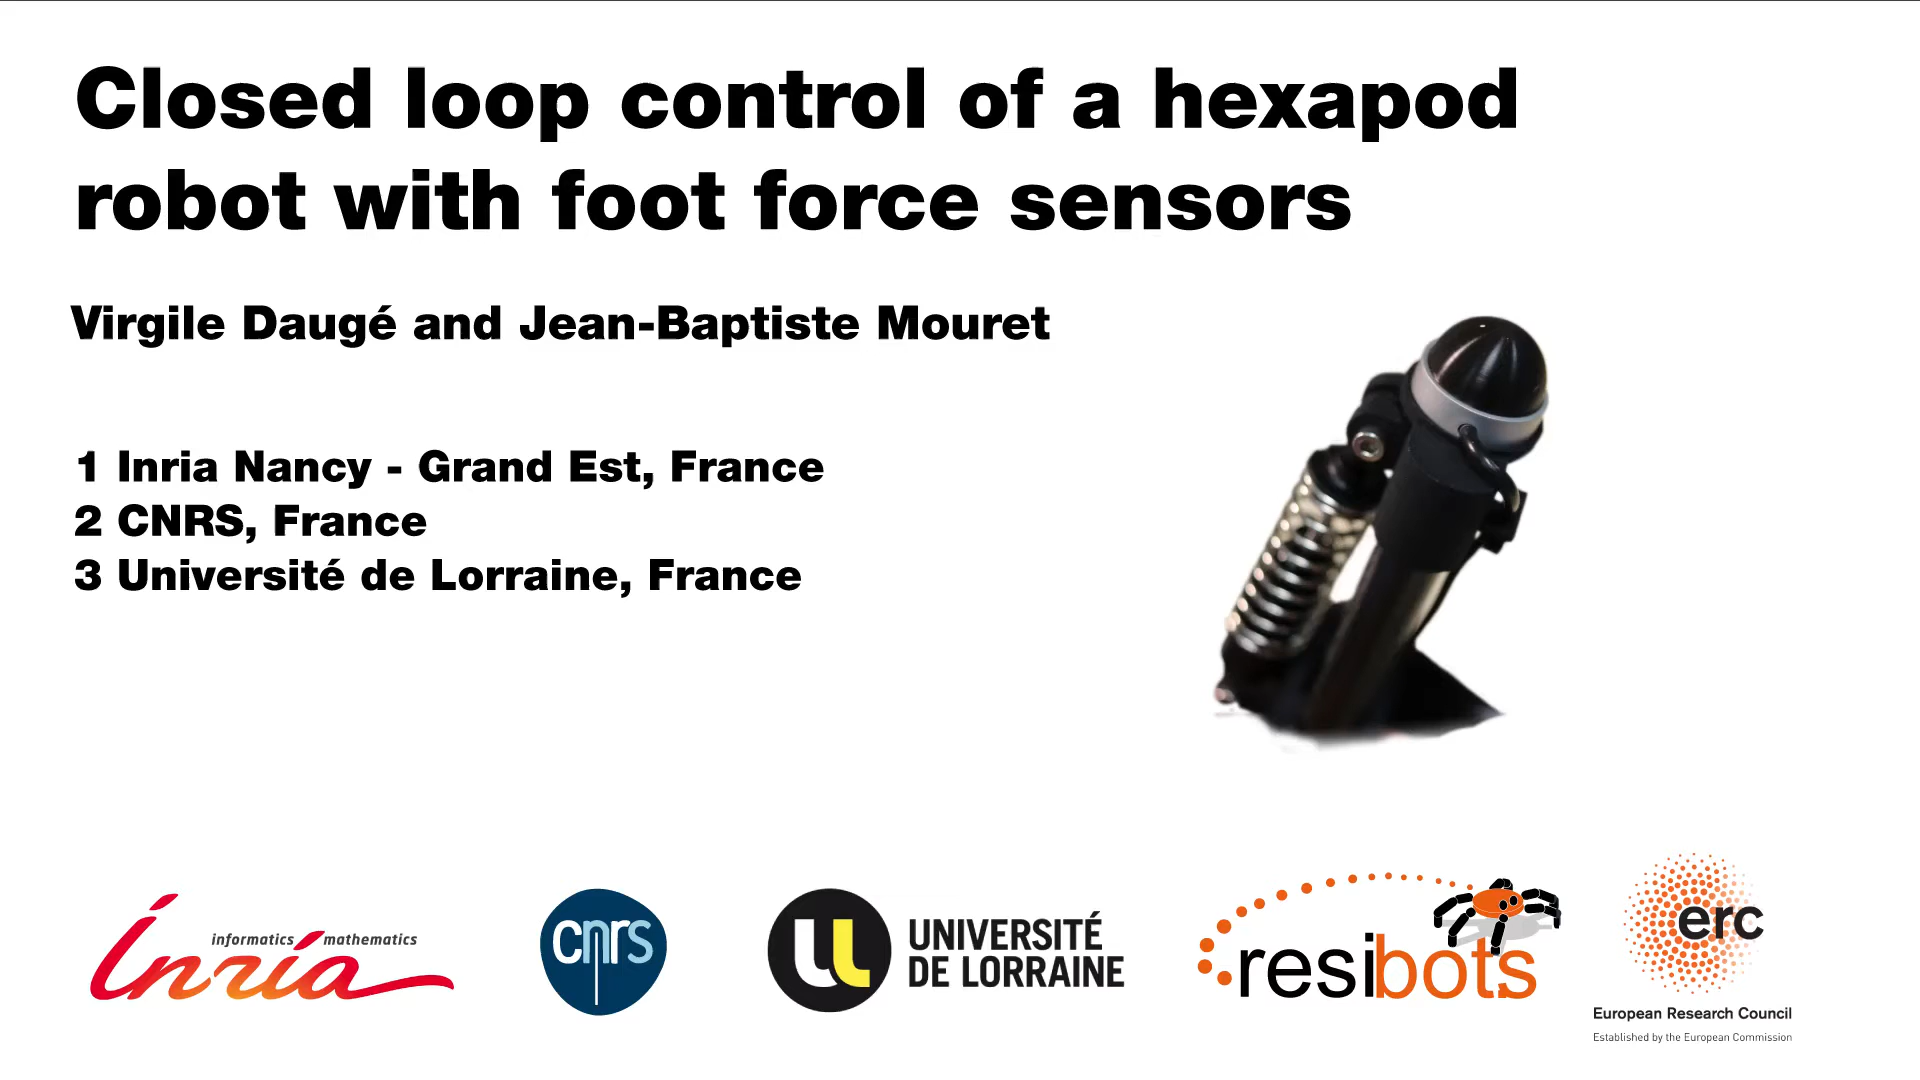 Closed loop control of a hexapod
robot with foot force sensors
Virgile Daugé and Jean-Baptiste Mouret
1 Inria Nancy - Grand Est, France
2 CNRS, France
3 Université de Lorraine, France
informatics mathematics
Inria
cnrs
UNIVERSITÉ
DE LORRAINE
resibots
erc
European Research Council
Established by the European Commission